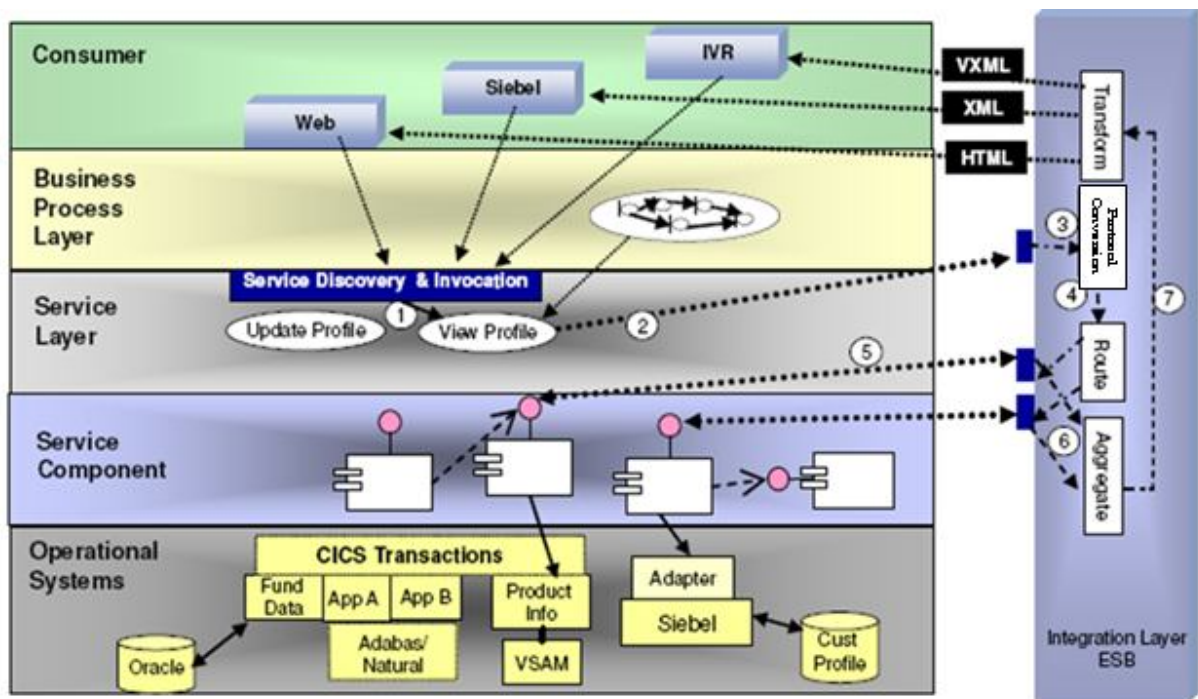 Consumer
IVR
Siebel
Web
VXML
XML
HTML
Transform
Business
Process
Layer
Protocol
Conversion
3
4
7
Service Discovery & Invocation
Service
Layer
1
Update Profile
View Profile
2
5
Route
Service
Component
6
Aggregate
Operational
Systems
CICS Transactions
Fund
Data
App A
App B
Product
Info
Adapter
Siebel
Oracle
Adabas/
Natural
VSAM
Cust
Profile
Integration Layer
ESB